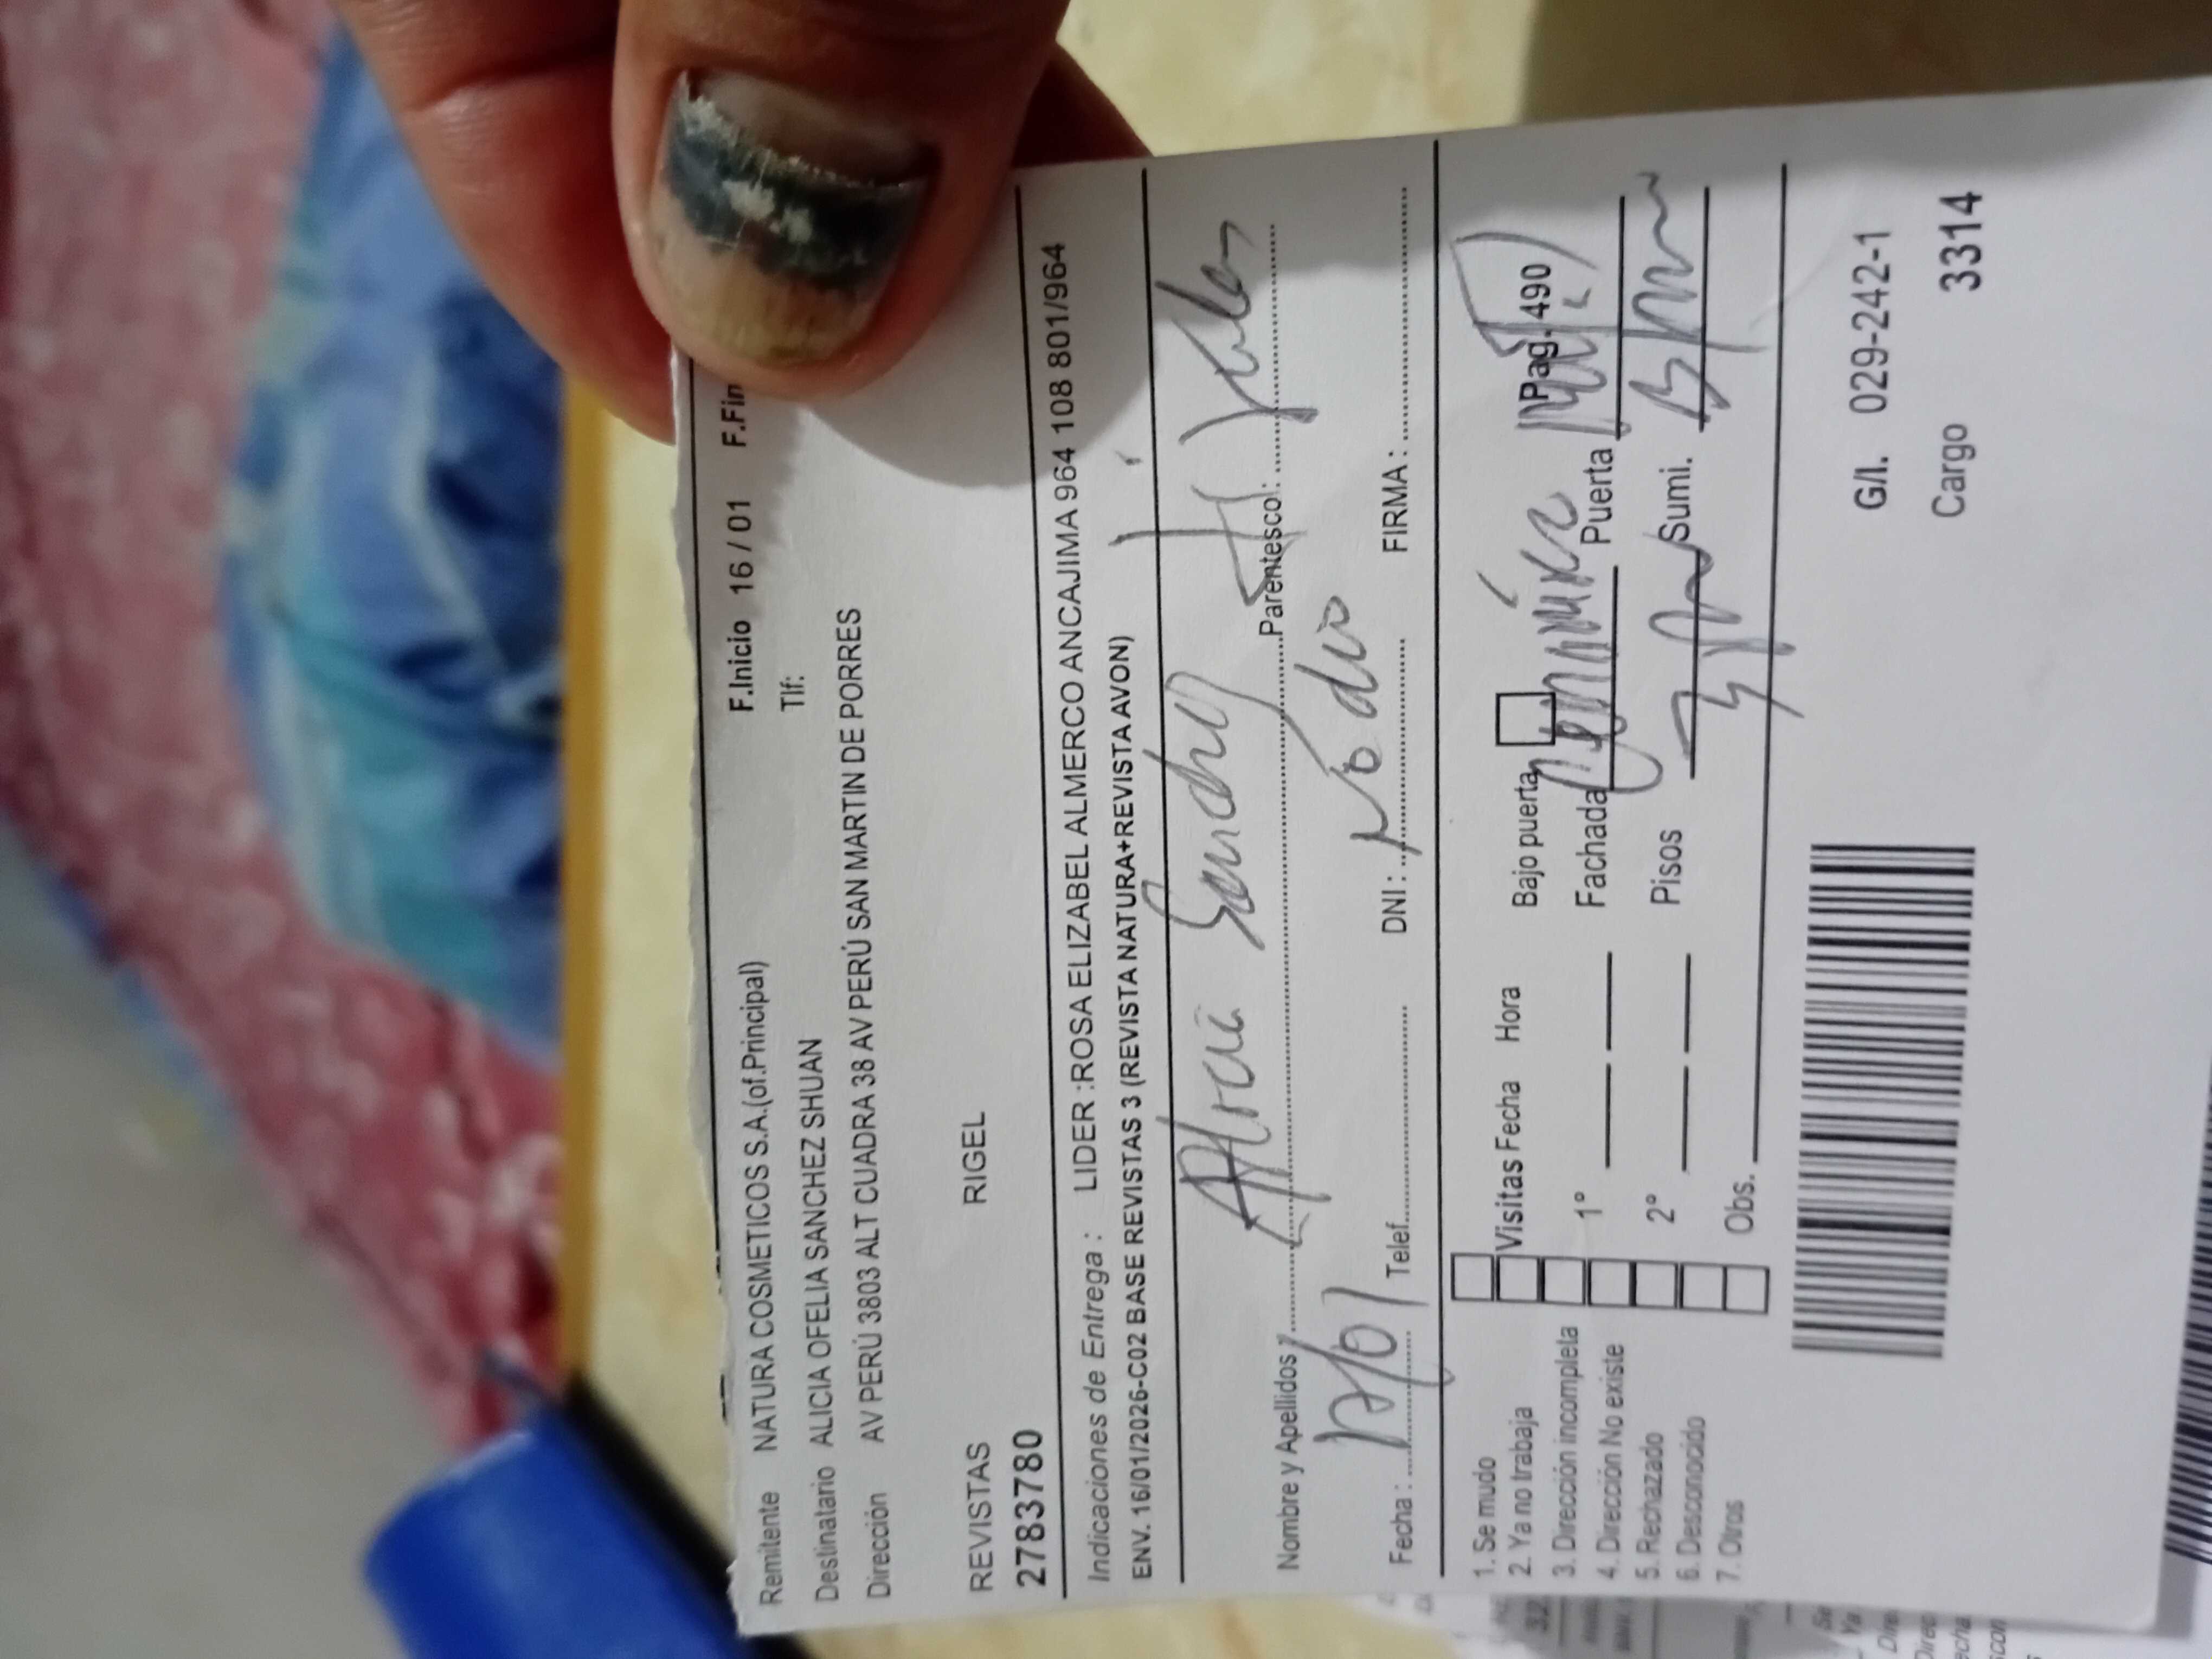 F.Inicio 16 / 01 F.Fin
Remitente NATURA COSMETICOS S.A.(of.Principal) Tlf:
Destinatario ALICIA OFELIA SANCHEZ SHUAN
Dirección AV PERÚ 3803 ALT CUADRA 38 AV PERÚ SAN MARTIN DE PORRES
REVISTAS RIGEL
2783780
Indicaciones de Entrega : LIDER :ROSA ELIZABEL ALMERCO ANCAJIMA 964 108 801/964
ENV. 16/01/2026-C02 BASE REVISTAS 3 (REVISTA NATURA+REVISTA AVON)
Nombre y Apellidos Alicia Sanchez Parentesco :
Fecha : Telef. DNI : No dio FIRMA :
1. Se mudo
2. Ya no trabaja Visitas Fecha Hora Bajo puerta Pag. 490
3. Dirección incompleta
4. Dirección No existe 1° Fachada Puerta
5. Rechazado 2° Pisos Sumi.
6. Desconocido
7. Otros Obs.
G/I. 029-242-1
Cargo 3314